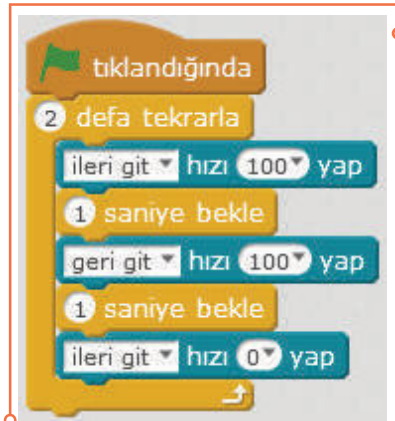 tıklandığında
2 defa tekrarla
ileri git hızı 100 yap
1 saniye bekle
geri git hızı 100 yap
1 saniye bekle
ileri git hızı 0 yap